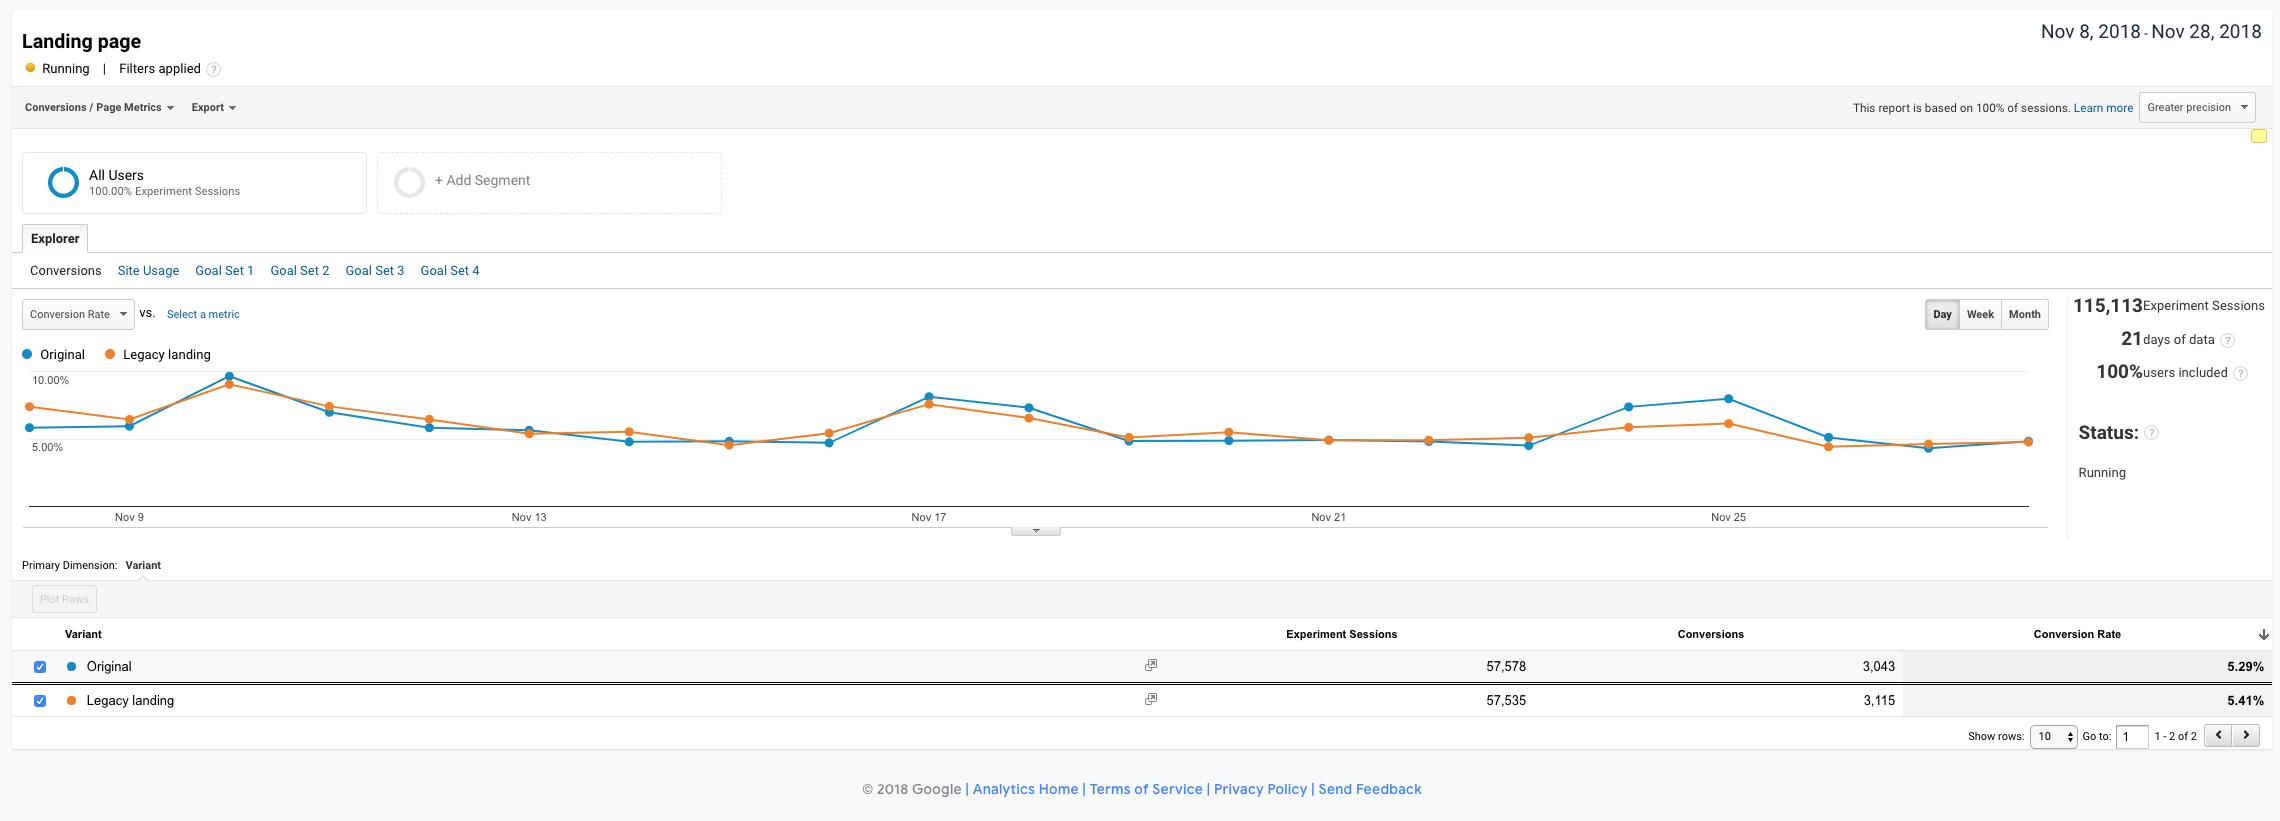 Landing page
Nov 8, 2018 - Nov 28, 2018
Running | Filters applied ?
Conversions / Page Metrics Export
This report is based on 100% of sessions. Learn more Greater precision
All Users
100.00% Experiment Sessions
+ Add Segment
Explorer
Conversions Site Usage Goal Set 1 Goal Set 2 Goal Set 3 Goal Set 4
Conversion Rate vs. Select a metric
Day Week Month
115,113 Experiment Sessions
21 days of data ?
100% users included ?
Status: ?
Running
Original Legacy landing
10.00%
5.00%
Nov 9 Nov 13 Nov 17 Nov 21 Nov 25
Primary Dimension: Variant
Plot Rows
Variant Experiment Sessions Conversions Conversion Rate
Original 57,578 3,043 5.29%
Legacy landing 57,535 3,115 5.41%
Show rows: 10 Go to: 1 1 - 2 of 2
© 2018 Google | Analytics Home | Terms of Service | Privacy Policy | Send Feedback